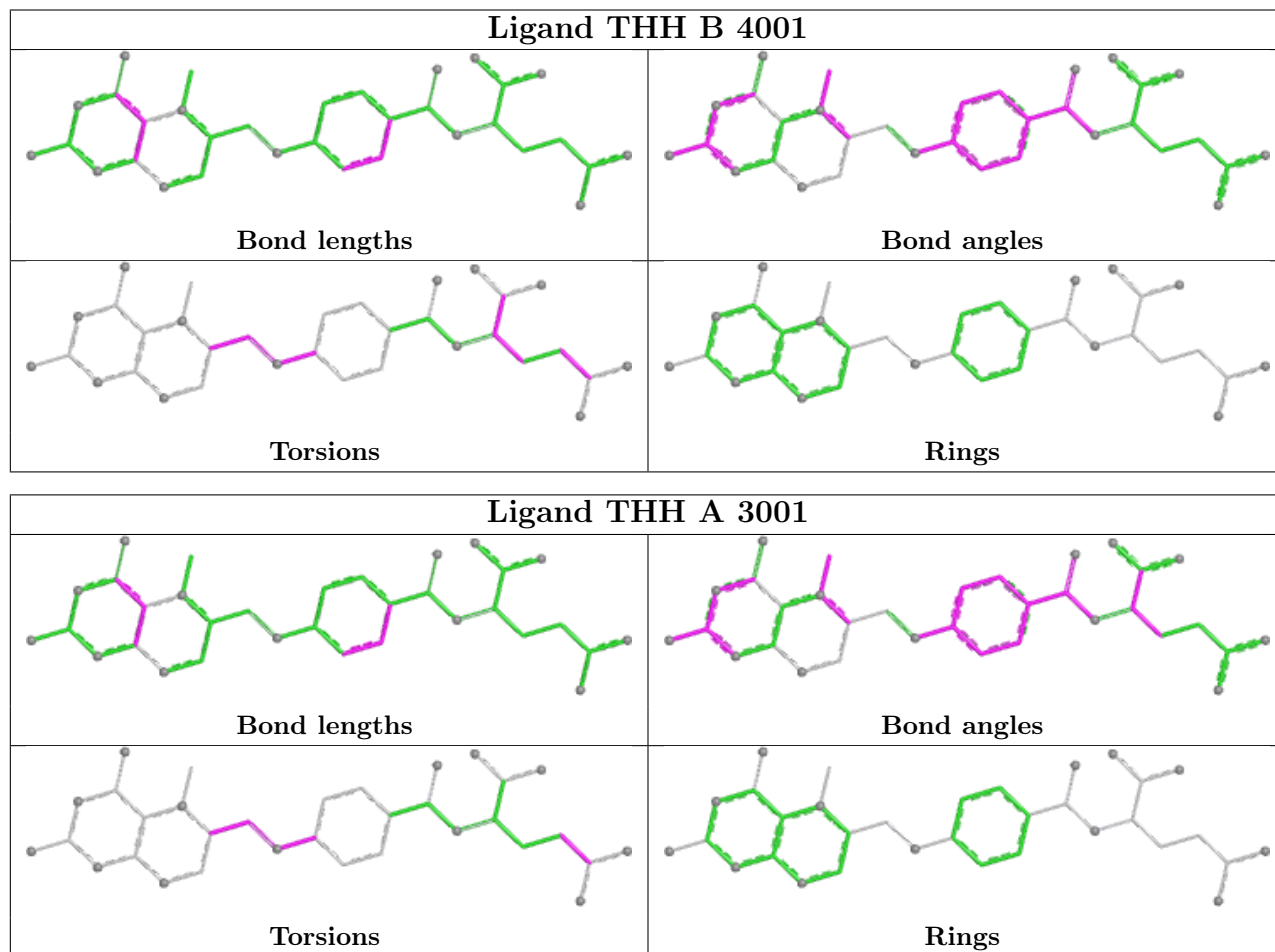 Ligand THH B 4001
Bond lengths
Bond angles
Torsions
Rings
Ligand THH A 3001
Bond lengths
Bond angles
Torsions
Rings